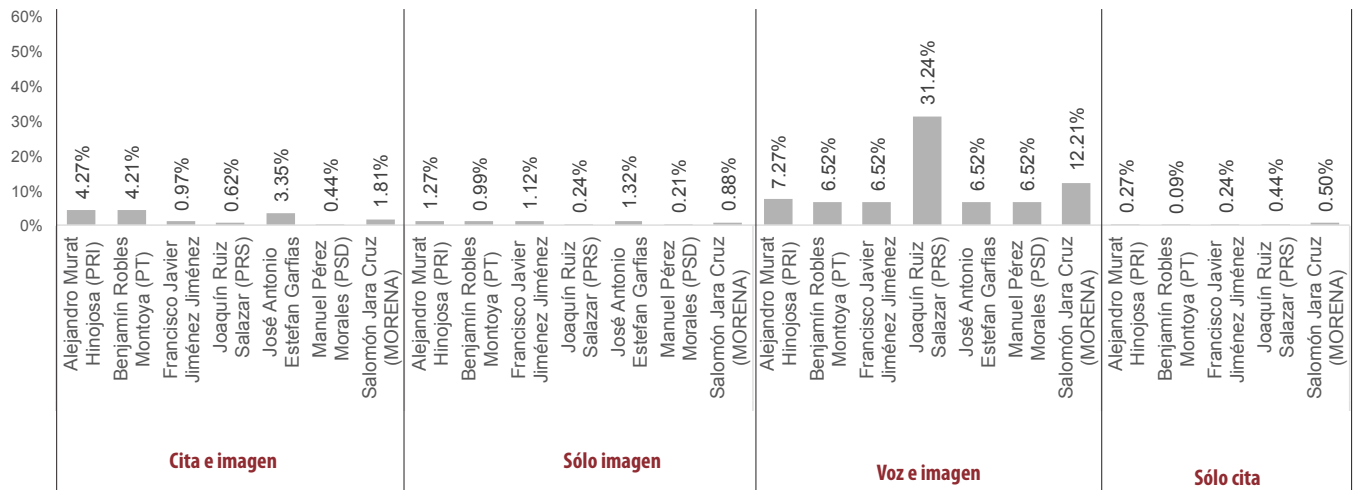 60%
50%
40%
30%
20%
10%
0%
4.27%
4.21%
0.97%
0.62%
3.35%
0.44%
1.81%
1.27%
0.99%
1.12%
0.24%
1.32%
0.21%
0.88%
7.27%
6.52%
6.52%
31.24%
6.52%
6.52%
12.21%
0.27%
0.09%
0.24%
0.44%
0.50%
Alejandro Murat
Hinojosa (PRI)
Benjamín Robles
Montoya (PT)
Francisco Javier
Jiménez Jiménez
Joaquín Ruiz
Salazar (PRS)
José Antonio
Estefan Garfias
Manuel Pérez
Morales (PSD)
Salomón Jara Cruz
(MORENA)
Alejandro Murat
Hinojosa (PRI)
Benjamín Robles
Montoya (PT)
Francisco Javier
Jiménez Jiménez
Joaquín Ruiz
Salazar (PRS)
José Antonio
Estefan Garfias
Manuel Pérez
Morales (PSD)
Salomón Jara Cruz
(MORENA)
Alejandro Murat
Hinojosa (PRI)
Benjamín Robles
Montoya (PT)
Francisco Javier
Jiménez Jiménez
Joaquín Ruiz
Salazar (PRS)
José Antonio
Estefan Garfias
Manuel Pérez
Morales (PSD)
Salomón Jara Cruz
(MORENA)
Alejandro Murat
Hinojosa (PRI)
Benjamín Robles
Montoya (PT)
Francisco Javier
Jiménez Jiménez
Joaquín Ruiz
Salazar (PRS)
Salomón Jara Cruz
(MORENA)
Cita e imagen
Sólo imagen
Voz e imagen
Sólo cita